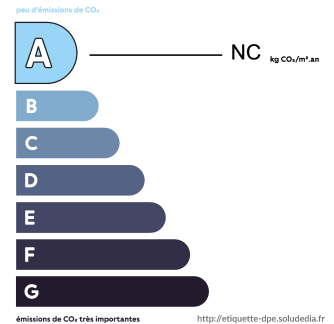 peu d'émissions de CO₂
A
NC kg CO₂/m².an
B
C
D
E
F
G
émissions de CO₂ très importantes
http://etiquette-dpe.soludedia.fr